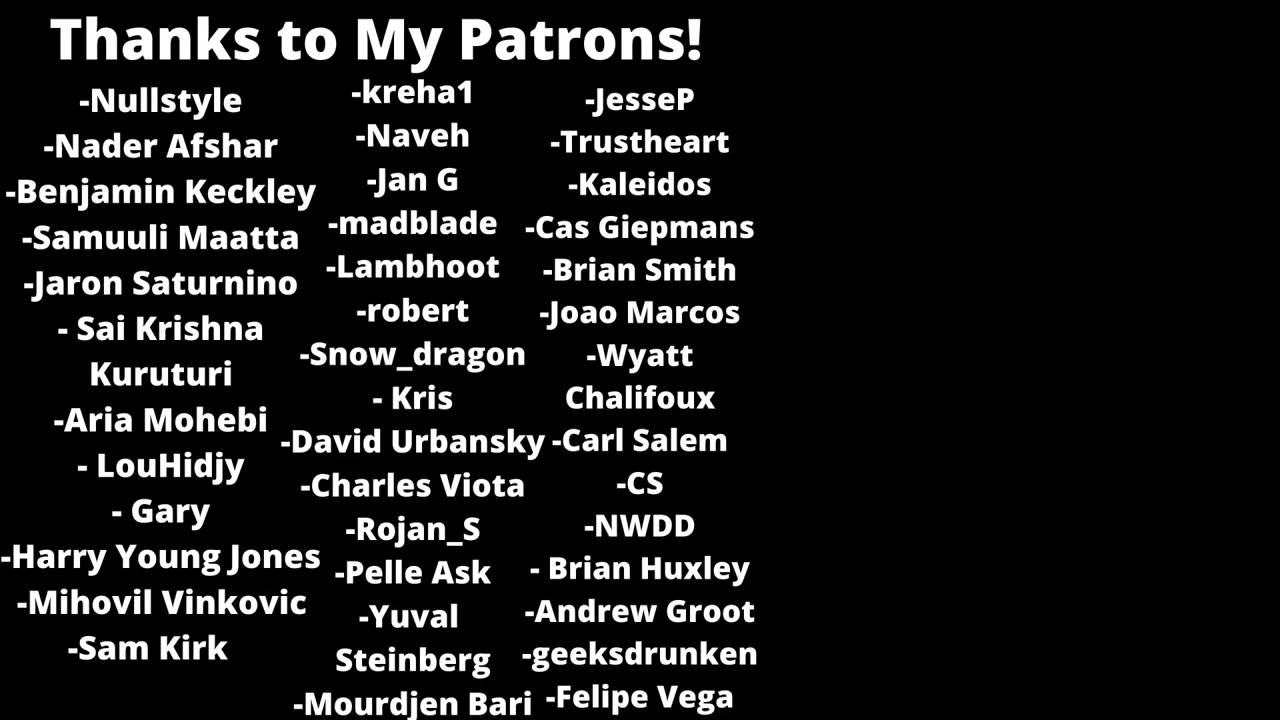 Thanks to My Patrons!
-Nullstyle
-Nader Afshar
-Benjamin Keckley
-Samuuli Maatta
-Jaron Saturnino
- Sai Krishna
Kuruturi
-Aria Mohebi
- LouHidjy
- Gary
-Harry Young Jones
-Mihovil Vinkovic
-Sam Kirk
-kreha1
-Naveh
-Jan G
-madblade
-Lambhoot
-robert
-Snow_dragon
- Kris
-David Urbansky
-Charles Viota
-Rojan_S
-Pelle Ask
-Yuval
Steinberg
-Mourdjen Bari
-JesseP
-Trustheart
-Kaleidos
-Cas Giepmans
-Brian Smith
-Joao Marcos
-Wyatt
Chalifoux
-Carl Salem
-CS
-NWDD
- Brian Huxley
-Andrew Groot
-geeksdrunken
-Felipe Vega